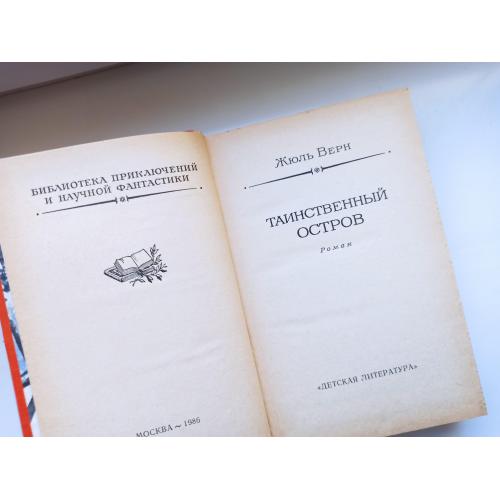 БИБЛИОТЕКА ПРИКЛЮЧЕНИЙ
И НАУЧНОЙ ФАНТАСТИКИ
МОСКВА ~ 1986
Жюль Верн
ТАИНСТВЕННЫЙ
ОСТРОВ
Роман
«ДЕТСКАЯ ЛИТЕРАТУРА»